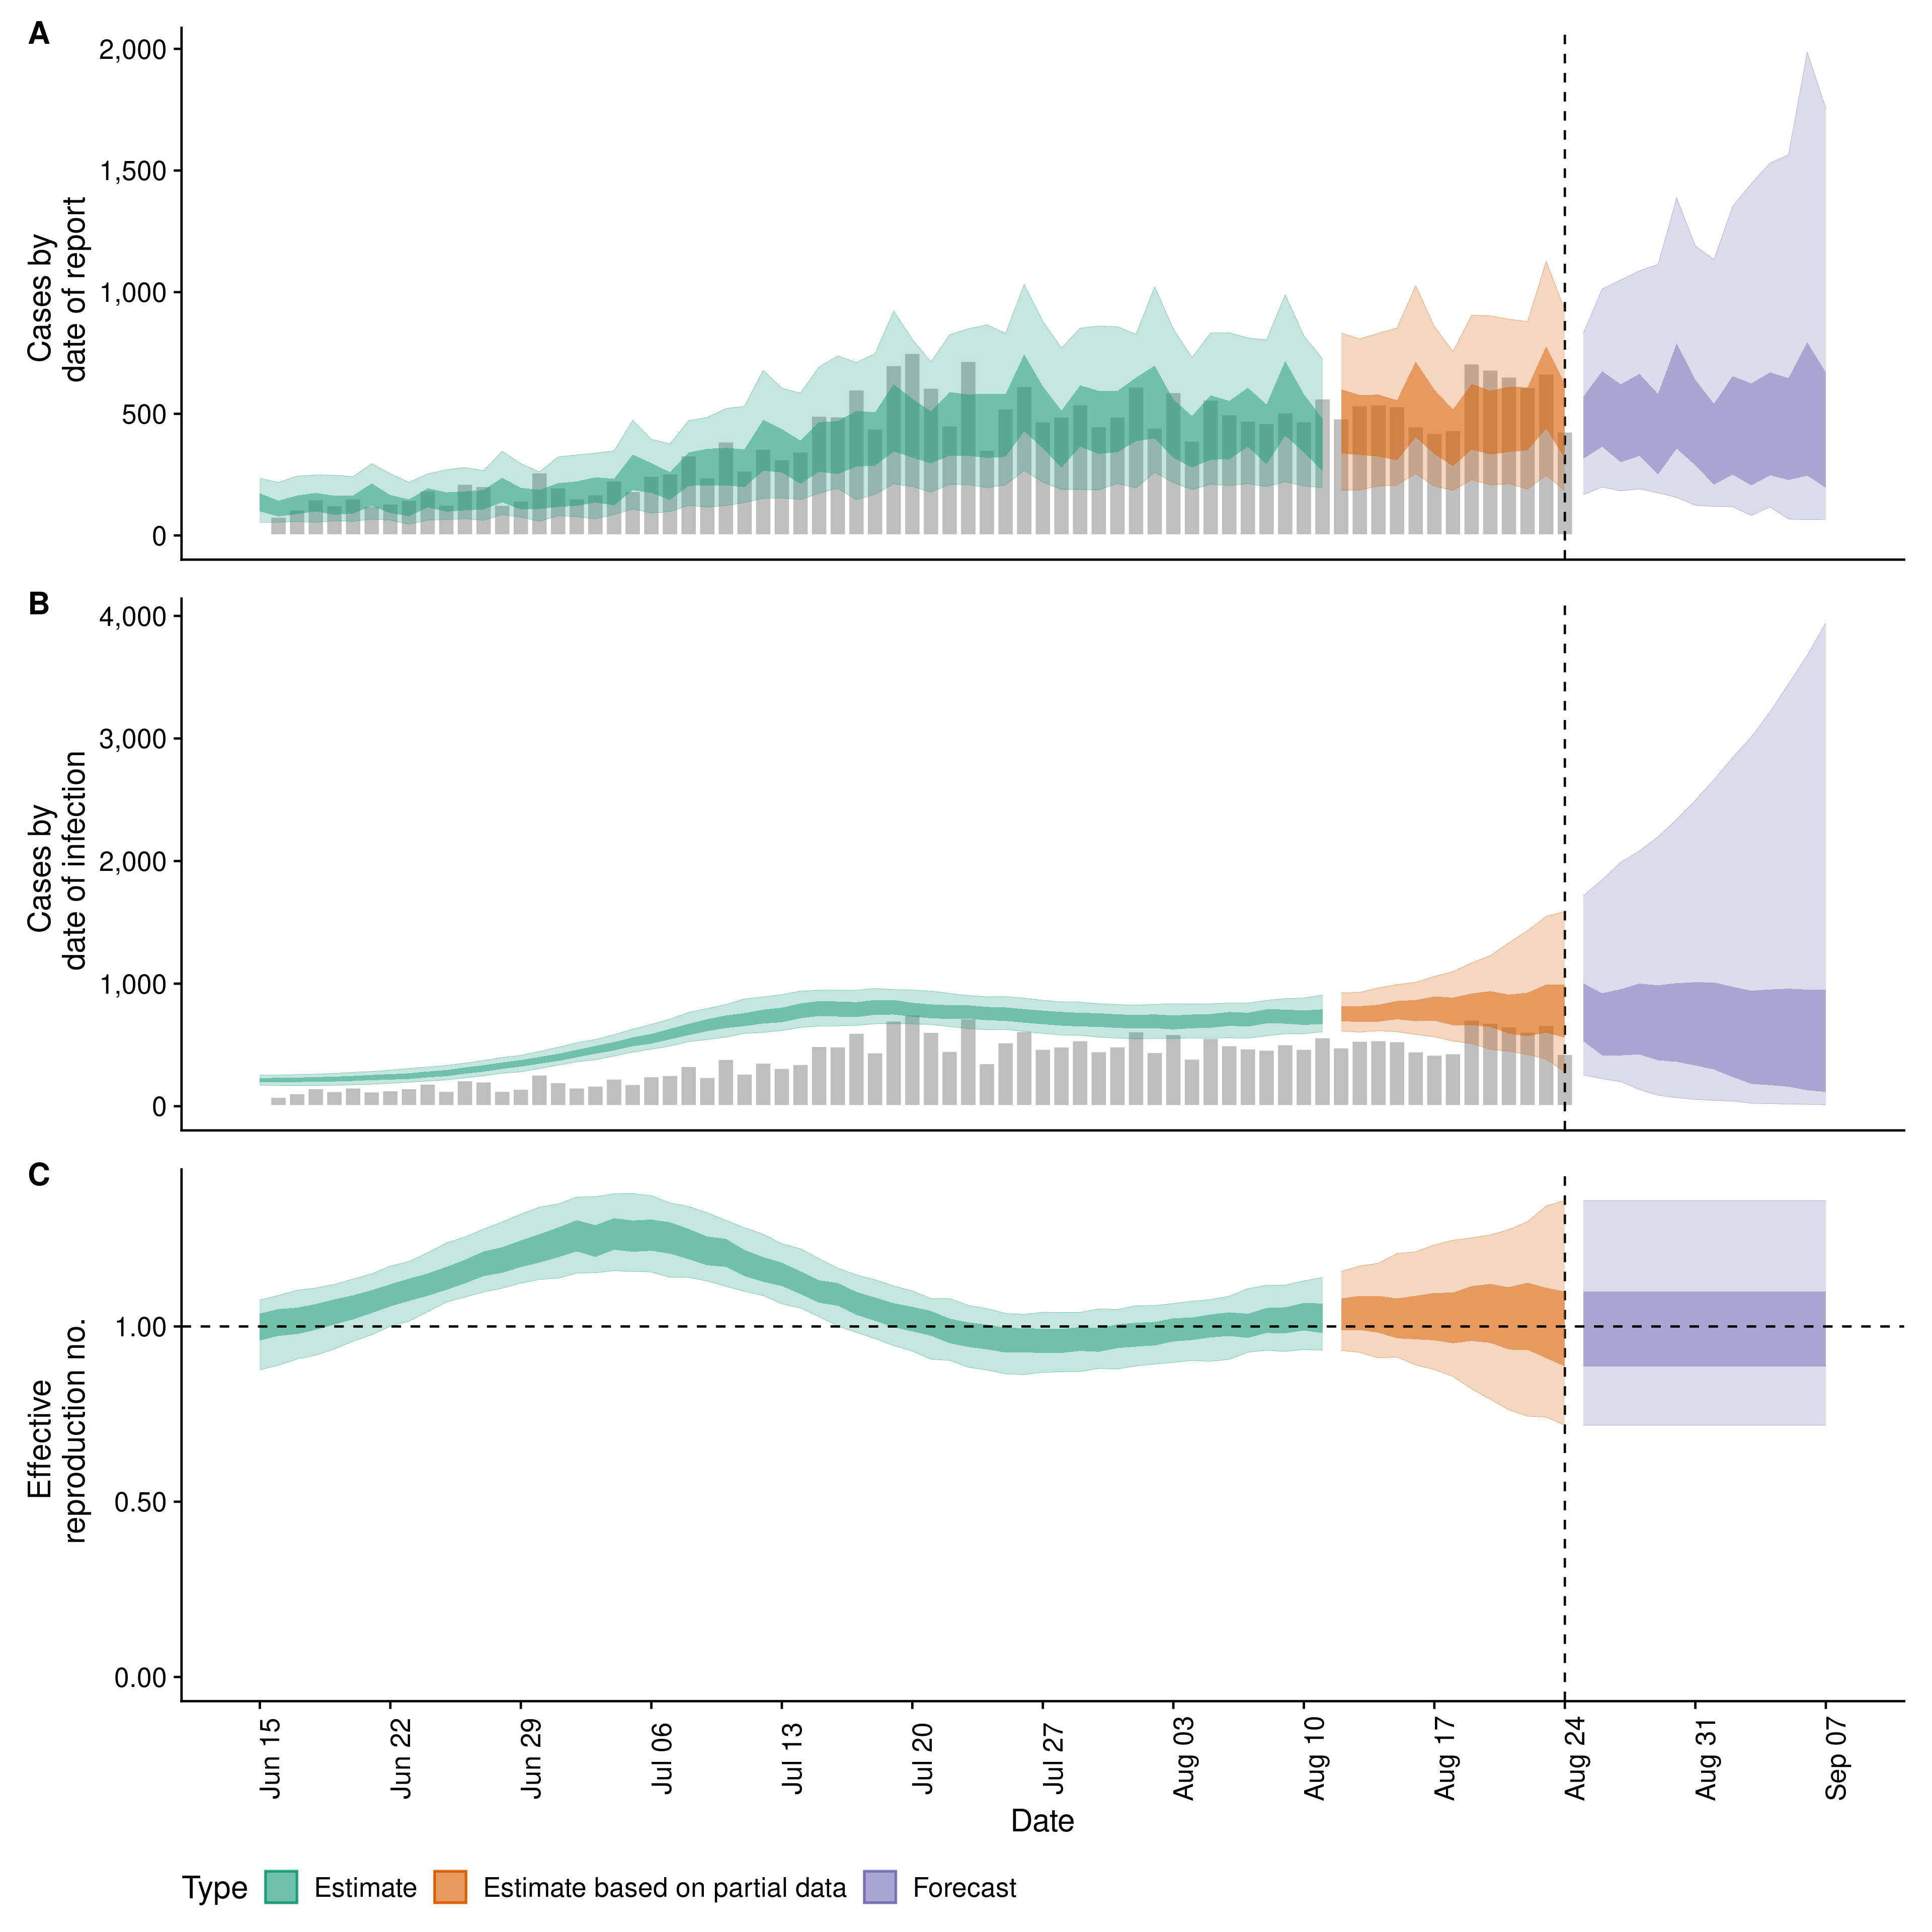 A
2,000
1,500
1,000
500
0
Cases by
date of report
B
4,000
3,000
2,000
1,000
0
Cases by
date of infection
C
1.00
0.50
0.00
Effective
reproduction no.
Jun 15
Jun 22
Jun 29
Jul 06
Jul 13
Jul 20
Jul 27
Aug 03
Aug 10
Aug 17
Aug 24
Aug 31
Sep 07
Date
Type Estimate Estimate based on partial data Forecast